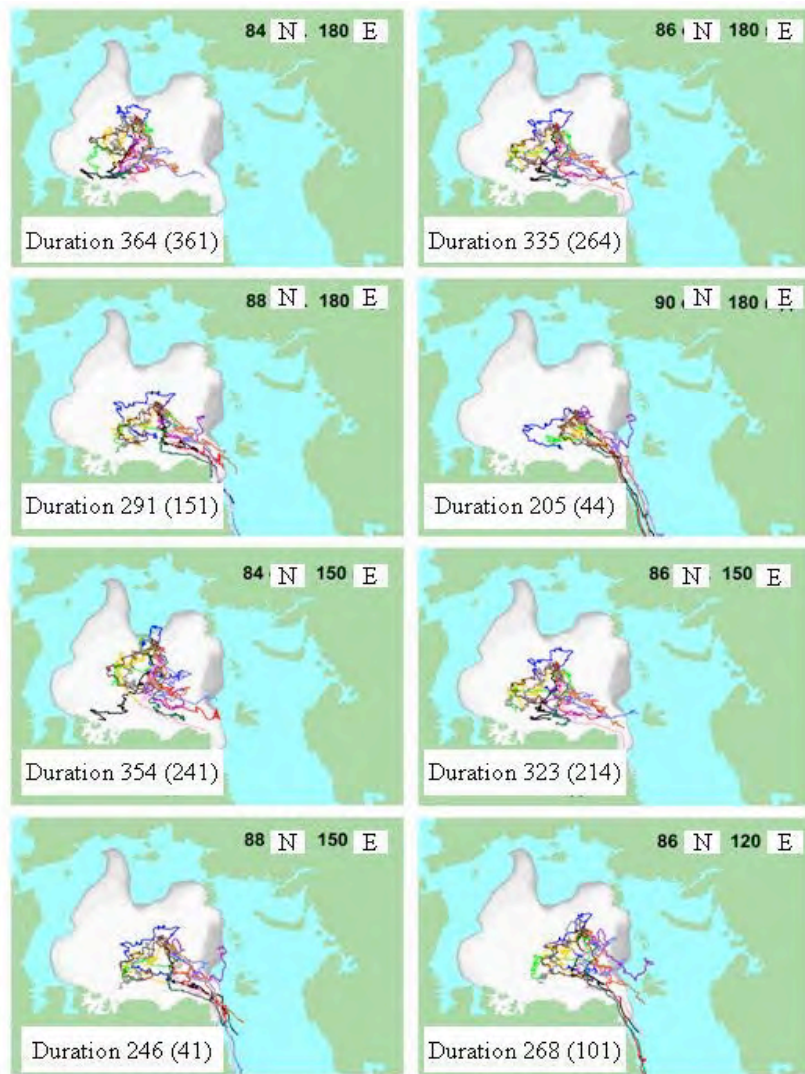 84 N 180 E
86 N 180 E
Duration 364 (361)
Duration 335 (264)
88 N 180 E
90 N 180 E
Duration 291 (151)
Duration 205 (44)
84 N 150 E
86 N 150 E
Duration 354 (241)
Duration 323 (214)
88 N 150 E
86 N 120 E
Duration 246 (41)
Duration 268 (101)